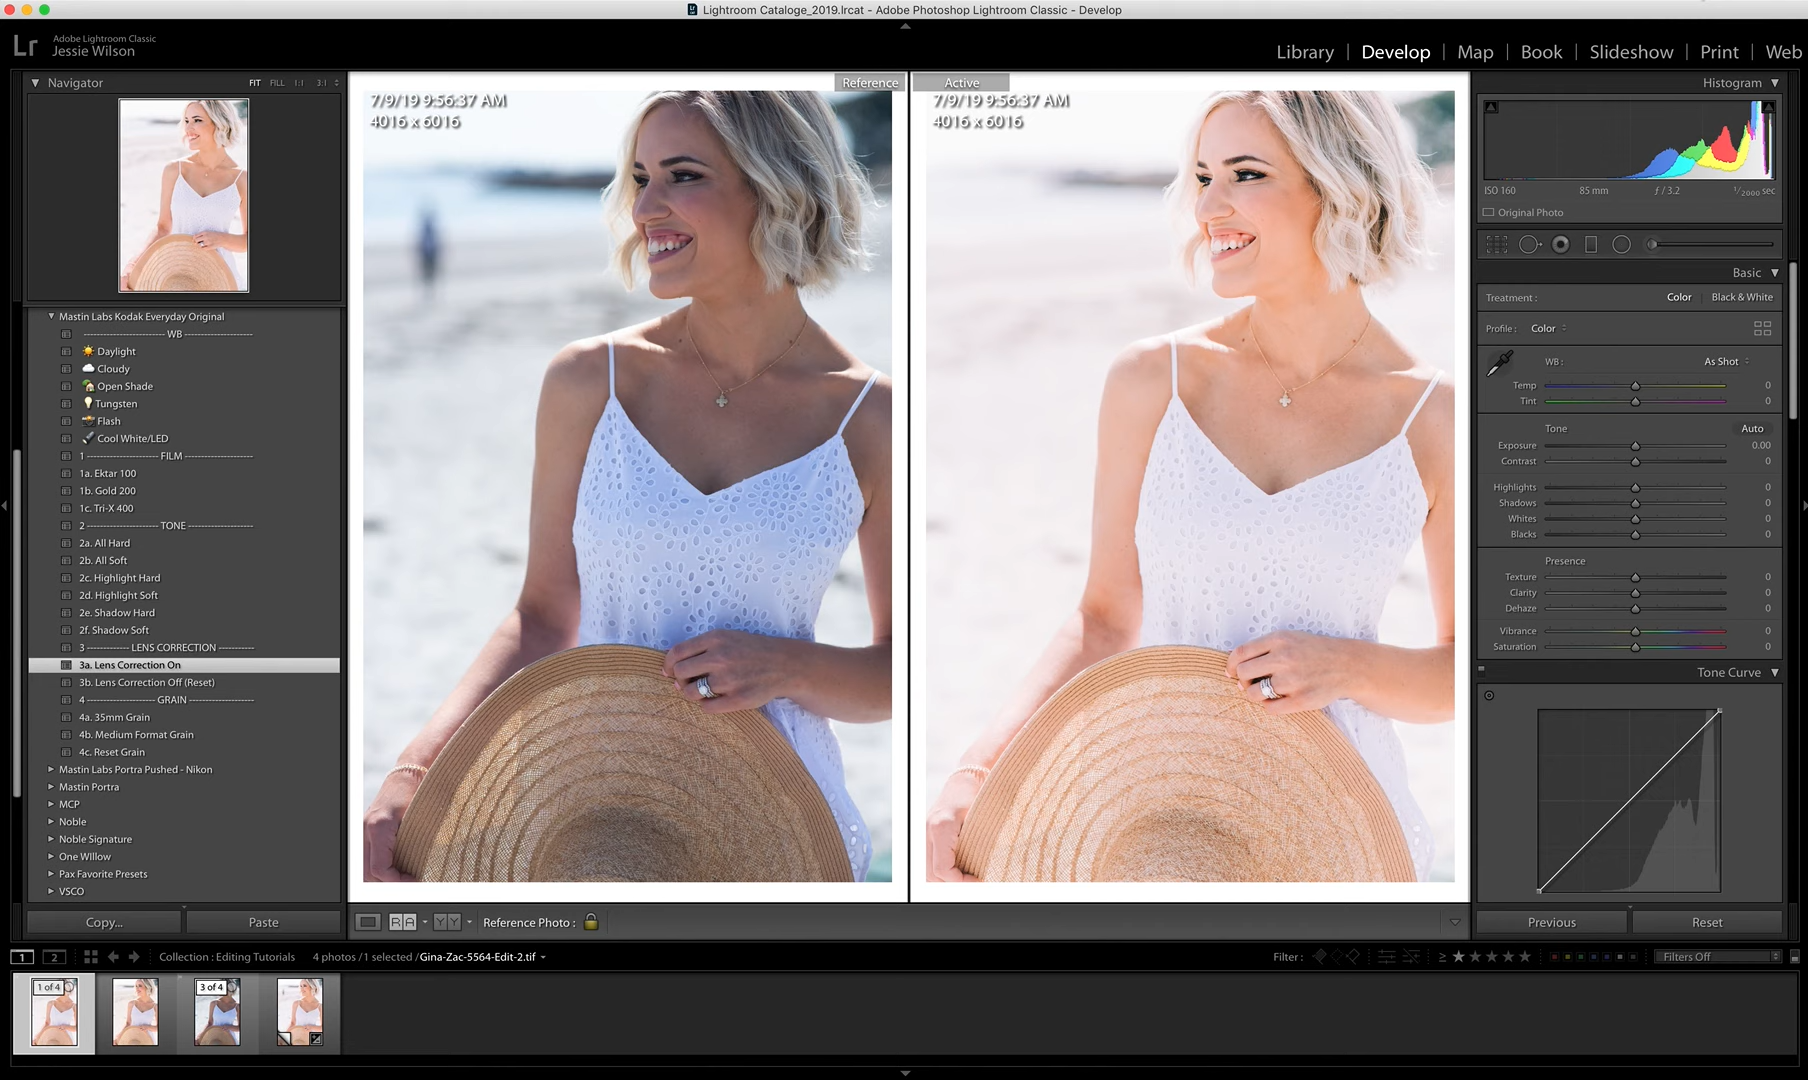 Lightroom Cataloge_2019.lrcat - Adobe Photoshop Lightroom Classic - Develop
Lr
Adobe Lightroom Classic
Jessie Wilson
Library | Develop | Map | Book | Slideshow | Print | Web
Navigator FIT FILL 1:1 3:1
Mastin Labs Kodak Everyday Original
------------------------ WB --------------------
Daylight
Cloudy
Open Shade
Tungsten
Flash
Cool White/LED
1 --------------------- FILM --------------------
1a. Ektar 100
1b. Gold 200
1c. Tri-X 400
2 --------------------- TONE -------------------
2a. All Hard
2b. All Soft
2c. Highlight Hard
2d. Highlight Soft
2e. Shadow Hard
2f. Shadow Soft
3 ------------ LENS CORRECTION -----------
3a. Lens Correction On
3b. Lens Correction Off (Reset)
4 --------------------- GRAIN -------------------
4a. 35mm Grain
4b. Medium Format Grain
4c. Reset Grain
Mastin Labs Portra Pushed - Nikon
Mastin Portra
MCP
Noble
Noble Signature
One WIllow
Pax Favorite Presets
VSCO
Copy... Paste
Reference
7/9/19 9:56:37 AM
4016 x 6016
Active
7/9/19 9:56:37 AM
4016 x 6016
R A Y Y Reference Photo :
Histogram
ISO 160 85 mm ƒ / 3.2 1/2000 sec
Original Photo
Basic
Treatment : Color | Black & White
Profile : Color
WB : As Shot
Temp 0
Tint 0
Tone Auto
Exposure 0.00
Contrast 0
Highlights 0
Shadows 0
Whites 0
Blacks 0
Presence
Texture 0
Clarity 0
Dehaze 0
Vibrance 0
Saturation 0
Tone Curve
Previous Reset
1 2 Collection : Editing Tutorials 4 photos / 1 selected / Gina-Zac-5564-Edit-2.tif
Filter : ≥ ★ ★ ★ ★ ★ Filters Off
1 of 4
3 of 4